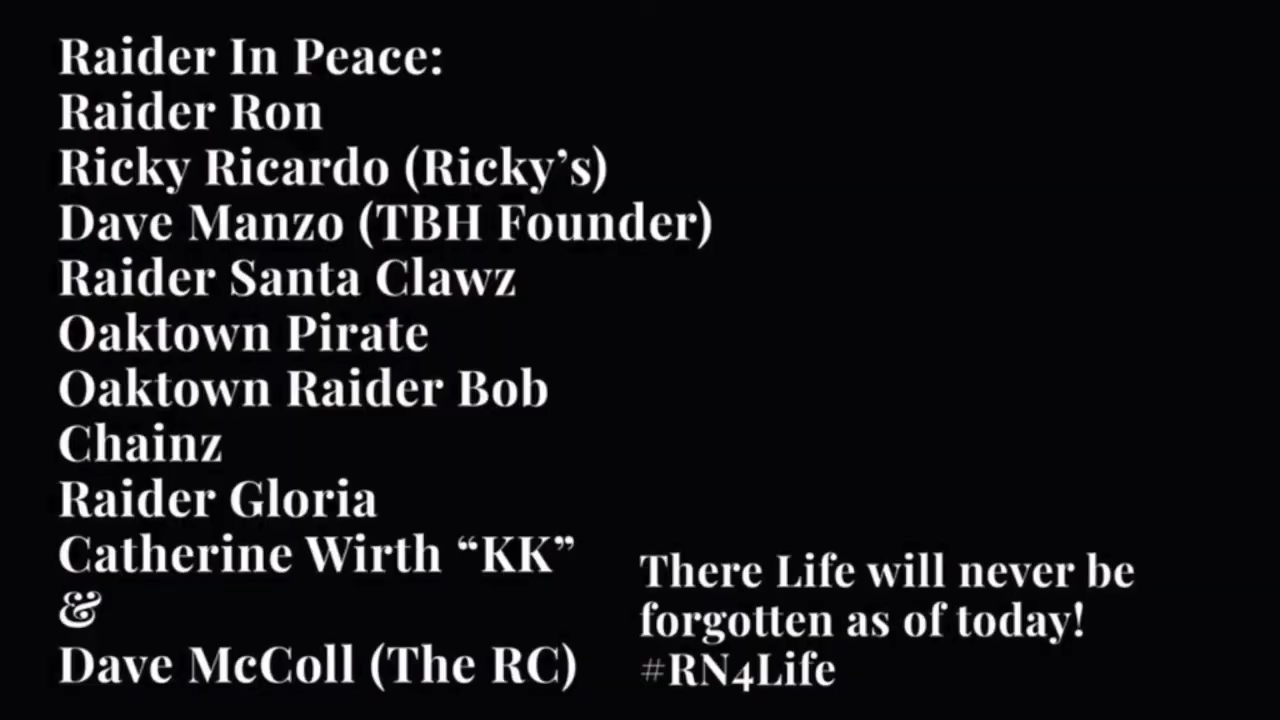 Raider In Peace:
Raider Ron
Ricky Ricardo (Ricky’s)
Dave Manzo (TBH Founder)
Raider Santa Clawz
Oaktown Pirate
Oaktown Raider Bob
Chainz
Raider Gloria
Catherine Wirth “KK”
&
Dave McColl (The RC)
There Life will never be
forgotten as of today!
#RN4Life